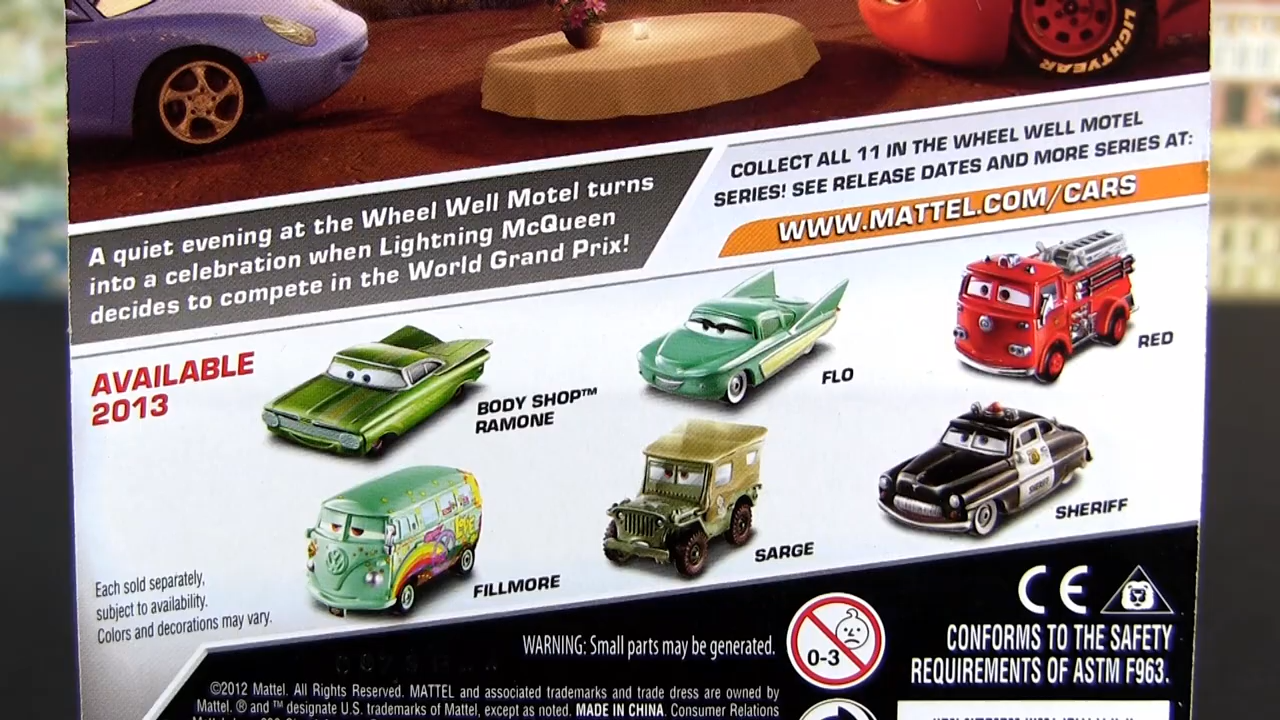 LIGHTYEAR
COLLECT ALL 11 IN THE WHEEL WELL MOTEL
SERIES! SEE RELEASE DATES AND MORE SERIES AT:
WWW.MATTEL.COM/CARS
A quiet evening at the Wheel Well Motel turns
into a celebration when Lightning McQueen
decides to compete in the World Grand Prix!
AVAILABLE
2013
BODY SHOP™
RAMONE
FLO
RED
FILLMORE
SARGE
SHERIFF
SHERIFF
LOVE
Each sold separately,
subject to availability.
Colors and decorations may vary.
WARNING: Small parts may be generated.
0-3
CE
CONFORMS TO THE SAFETY
REQUIREMENTS OF ASTM F963.
©2012 Mattel. All Rights Reserved. MATTEL and associated trademarks and trade dress are owned by
Mattel. ® and ™ designate U.S. trademarks of Mattel, except as noted. MADE IN CHINA. Consumer Relations